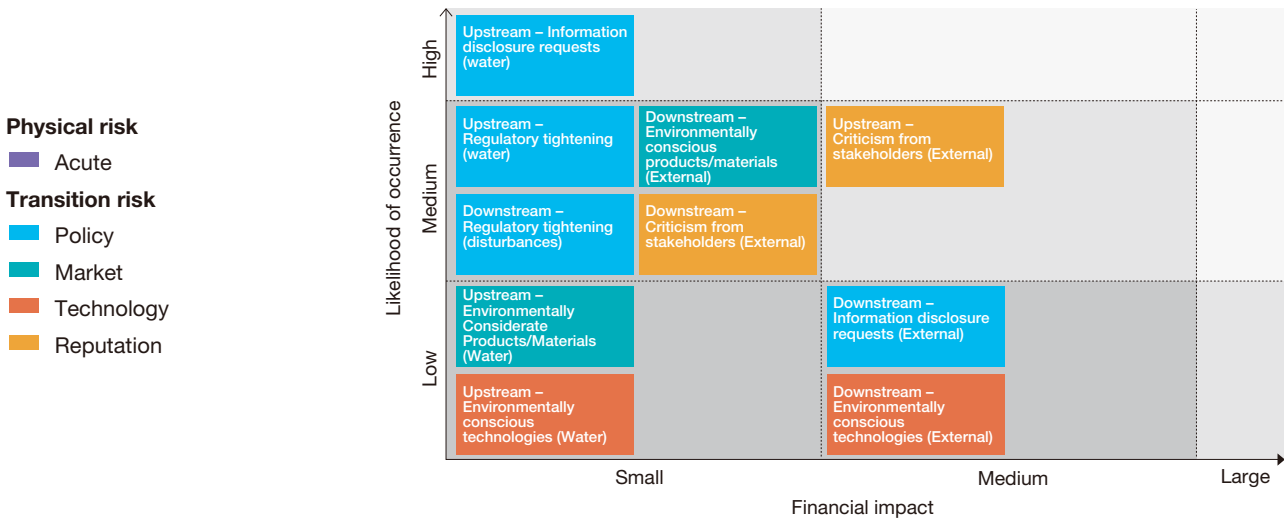 Physical risk
Acute
Transition risk
Policy
Market
Technology
Reputation
Likelihood of occurrence
High
Medium
Low
Upstream – Information
disclosure requests
(water)
Upstream –
Regulatory tightening
(water)
Downstream –
Environmentally
conscious
products/materials
(External)
Upstream –
Criticism from
stakeholders (External)
Downstream –
Regulatory tightening
(disturbances)
Downstream –
Criticism from
stakeholders (External)
Upstream –
Environmentally
Considerate
Products/Materials
(Water)
Downstream –
Information disclosure
requests (External)
Upstream –
Environmentally
conscious
technologies (Water)
Downstream –
Environmentally
conscious
technologies (External)
Small
Medium
Large
Financial impact